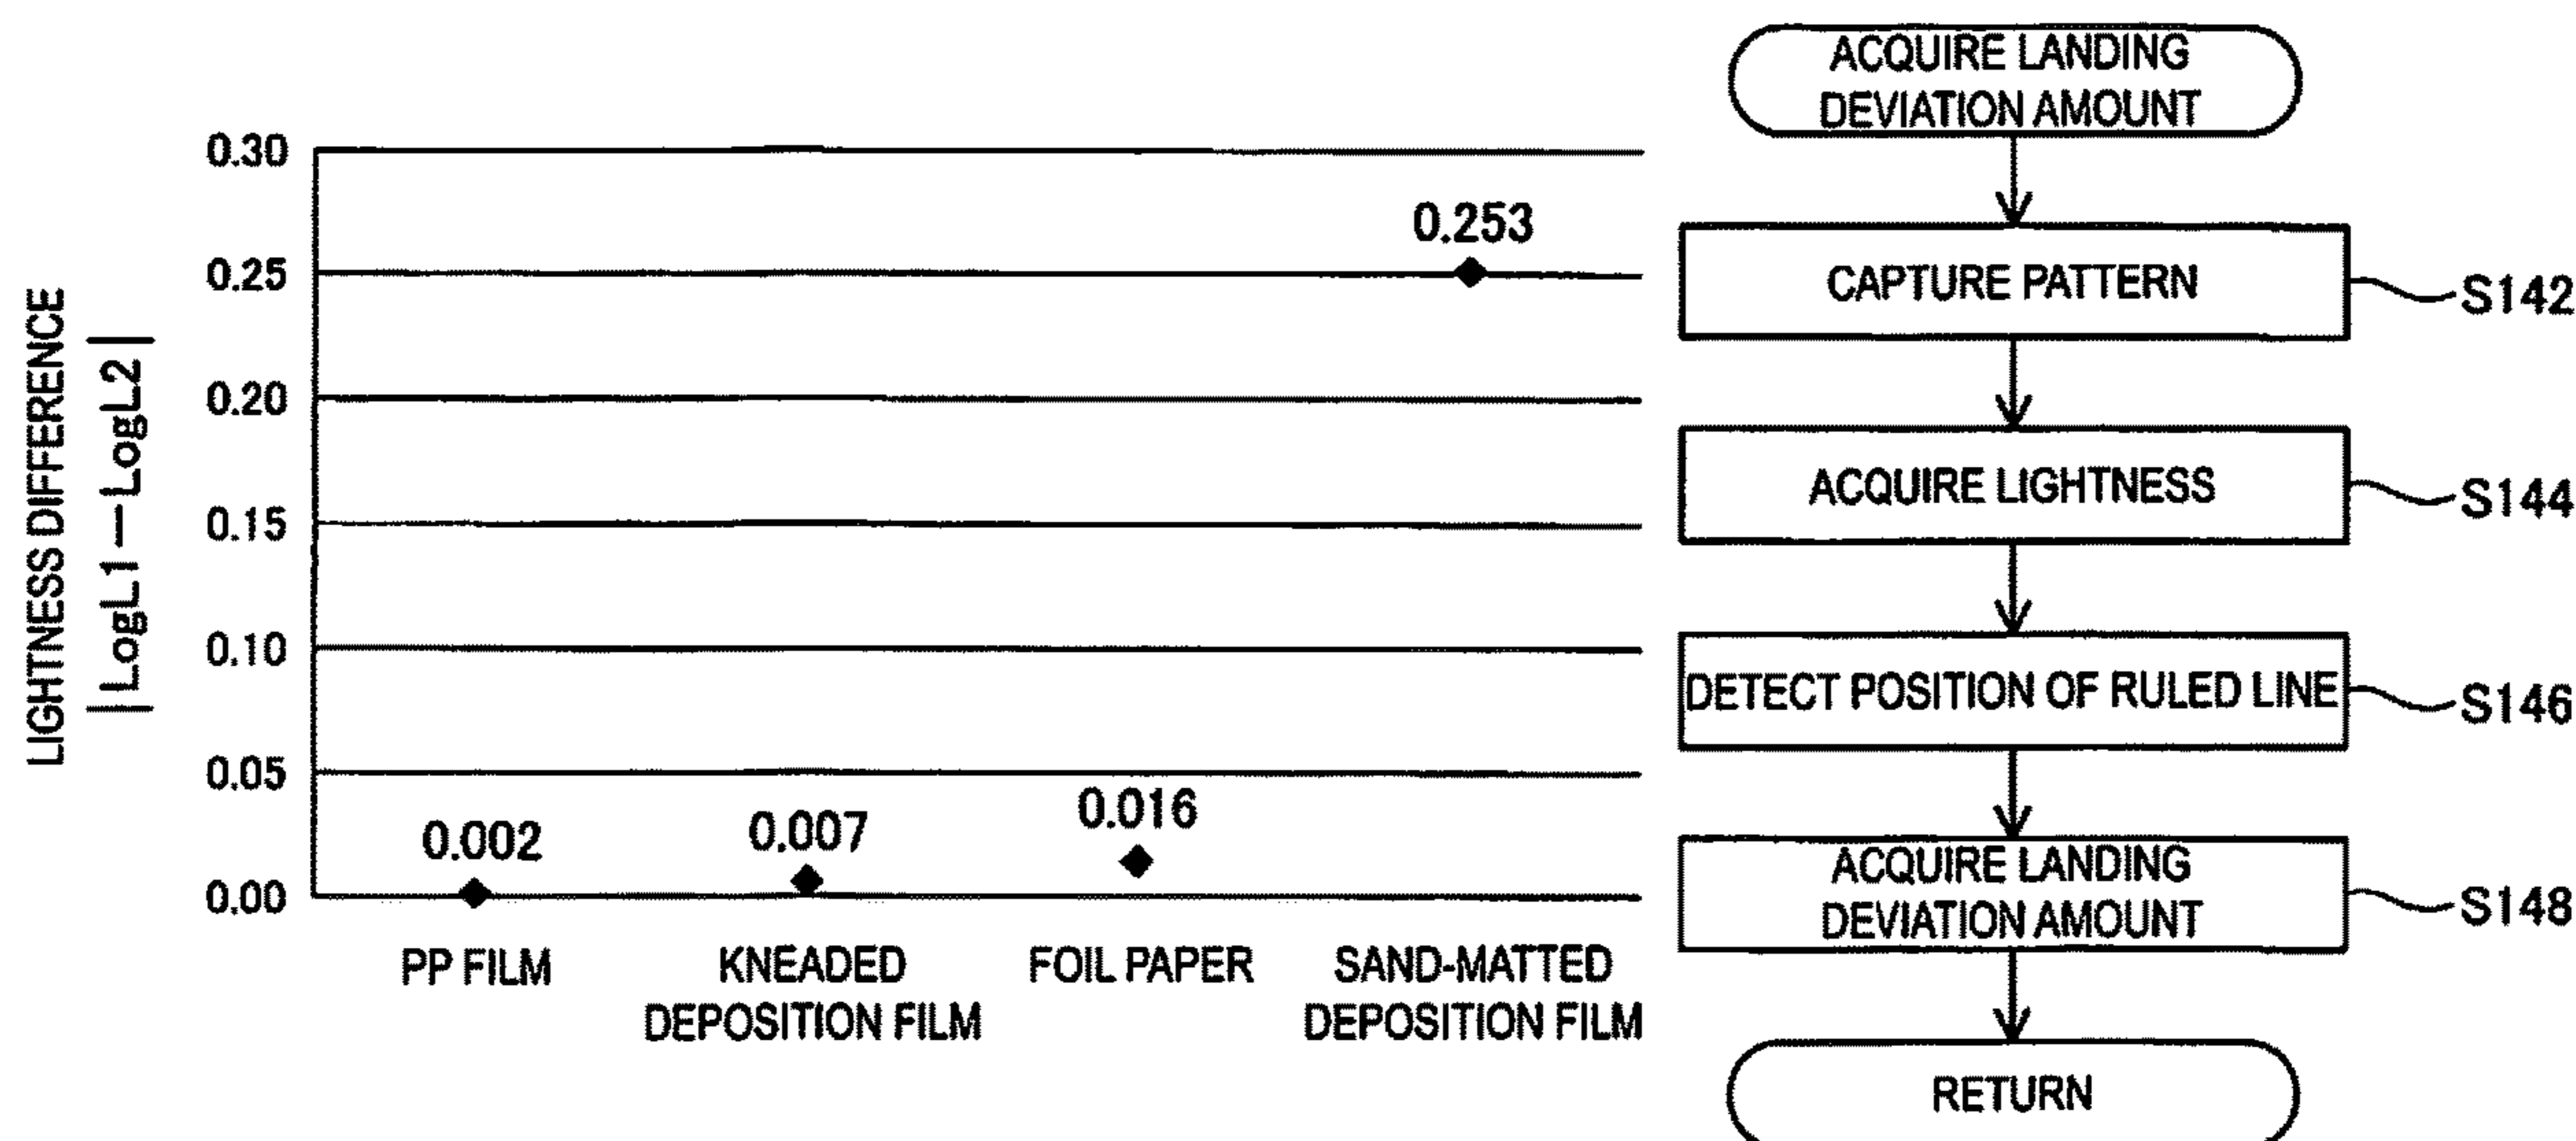 LIGHTNESS DIFFERENCE
|LogL1—LogL2|
0.30
0.25
0.20
0.15
0.10
0.05
0.00
0.002
0.007
0.016
0.253
PP FILM
KNEADED
DEPOSITION FILM
FOIL PAPER
SAND-MATTED
DEPOSITION FILM
ACQUIRE LANDING
DEVIATION AMOUNT
CAPTURE PATTERN
S142
ACQUIRE LIGHTNESS
S144
DETECT POSITION OF RULED LINE
S146
ACQUIRE LANDING
DEVIATION AMOUNT
S148
RETURN